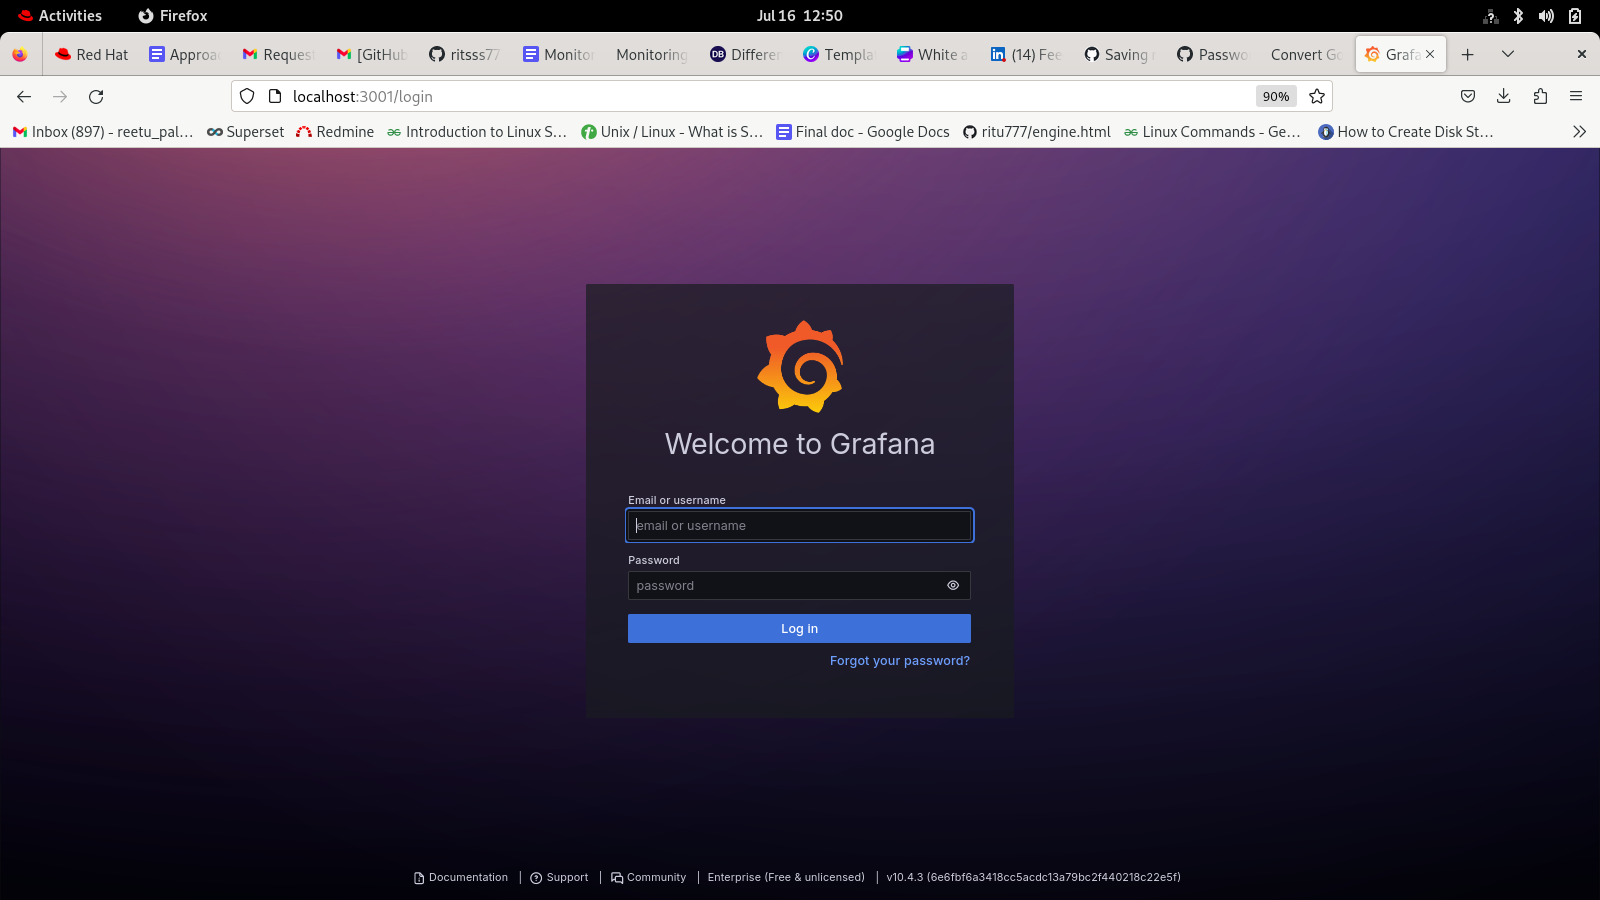 Activities Firefox Jul 16 12:50
Red Hat Approa Request [GitHub ritsss77 Monitor Monitoring Differen Templa White a (14) Fee Saving Passwo Convert Go Grafa
localhost:3001/login 90%
Inbox (897) - reetu_pal… Superset Redmine Introduction to Linux S… Unix / Linux - What is S… Final doc - Google Docs ritu777/engine.html Linux Commands - Ge… How to Create Disk St…
Welcome to Grafana
Email or username
email or username
Password
password
Log in
Forgot your password?
Documentation | Support | Community | Enterprise (Free & unlicensed) | v10.4.3 (6e6fbf6a3418cc5acdc13a79bc2f440218c22e5f)